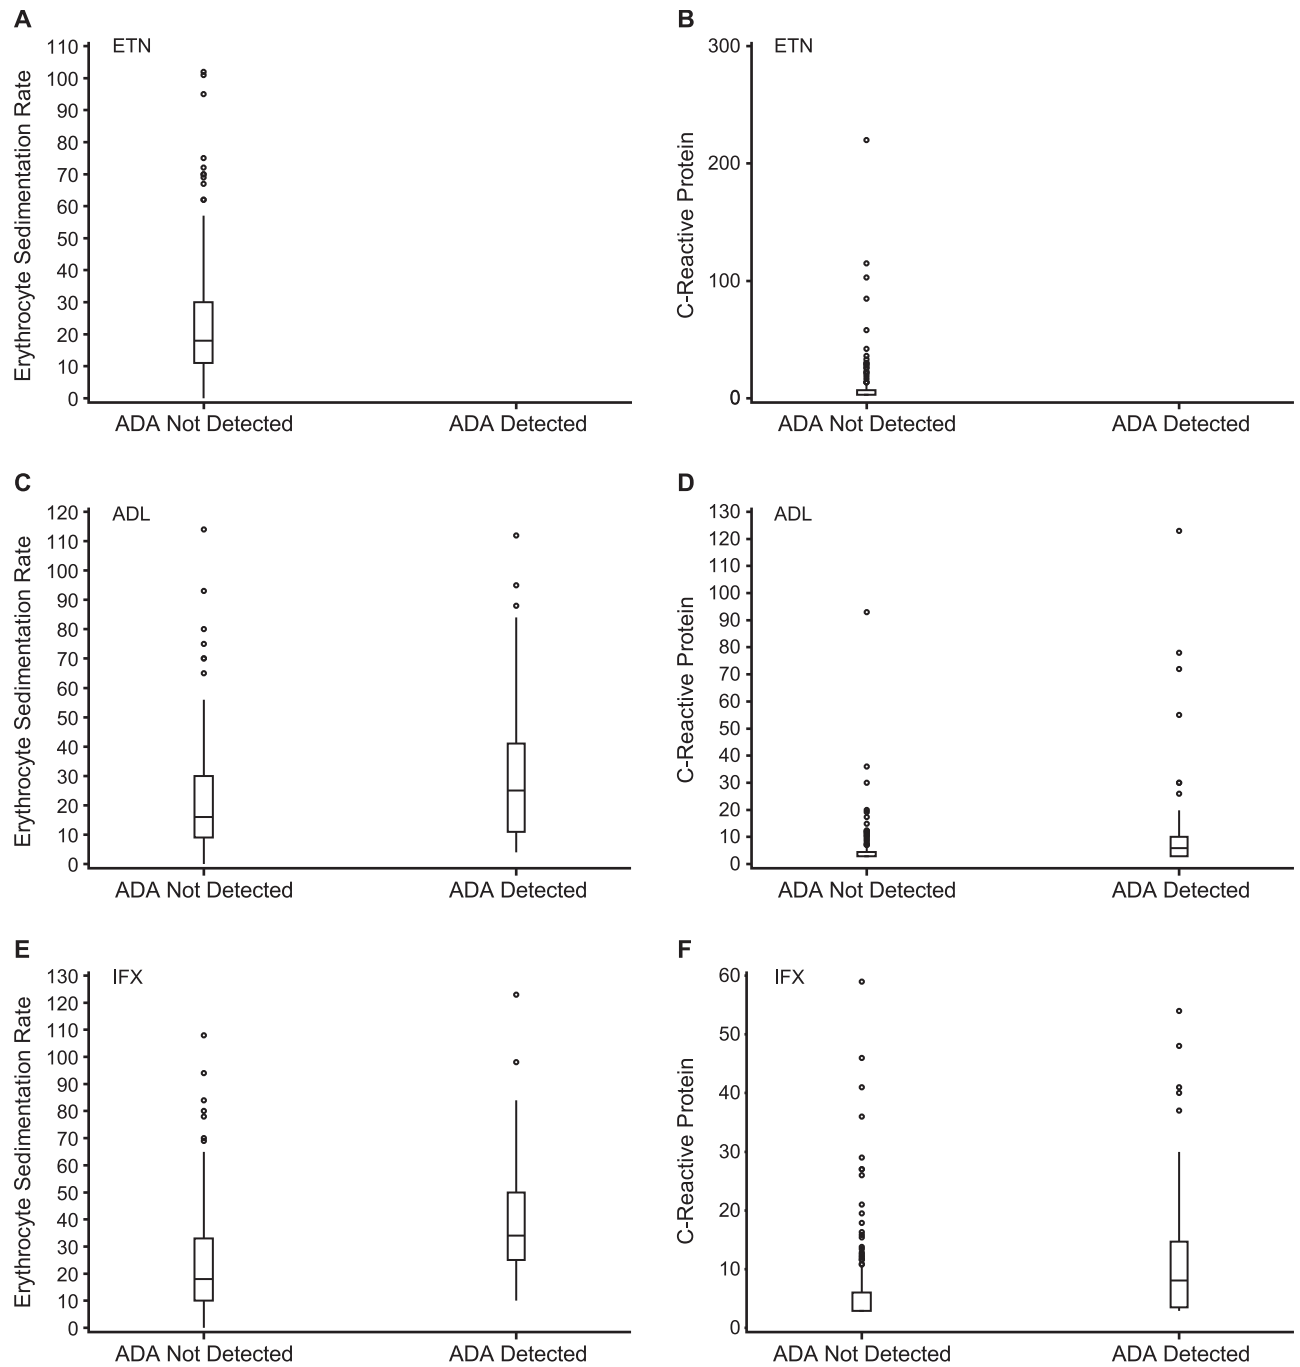 A
ETN
Erythrocyte Sedimentation Rate
110
100
90
80
70
60
50
40
30
20
10
0
ADA Not Detected ADA Detected
B
ETN
C-Reactive Protein
300
200
100
0
ADA Not Detected ADA Detected
C
ADL
Erythrocyte Sedimentation Rate
120
110
100
90
80
70
60
50
40
30
20
10
0
ADA Not Detected ADA Detected
D
ADL
C-Reactive Protein
130
120
110
100
90
80
70
60
50
40
30
20
10
0
ADA Not Detected ADA Detected
E
IFX
Erythrocyte Sedimentation Rate
130
120
110
100
90
80
70
60
50
40
30
20
10
0
ADA Not Detected ADA Detected
F
IFX
C-Reactive Protein
60
50
40
30
20
10
0
ADA Not Detected ADA Detected